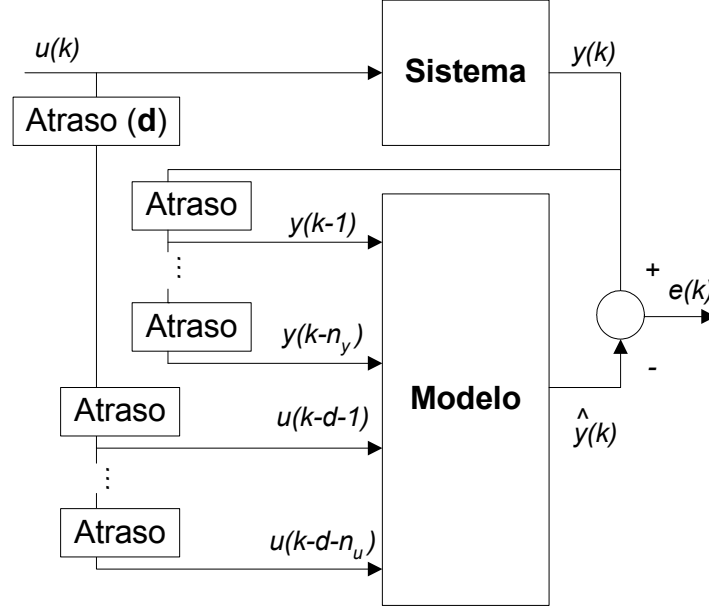 u(k)
Sistema
y(k)
Atraso (d)
Atraso
y(k-1)
⋮
+
e(k)
Atraso
y(k-n_y)
-
Modelo
Atraso
u(k-d-1)
ŷ(k)
⋮
Atraso
u(k-d-n_u)